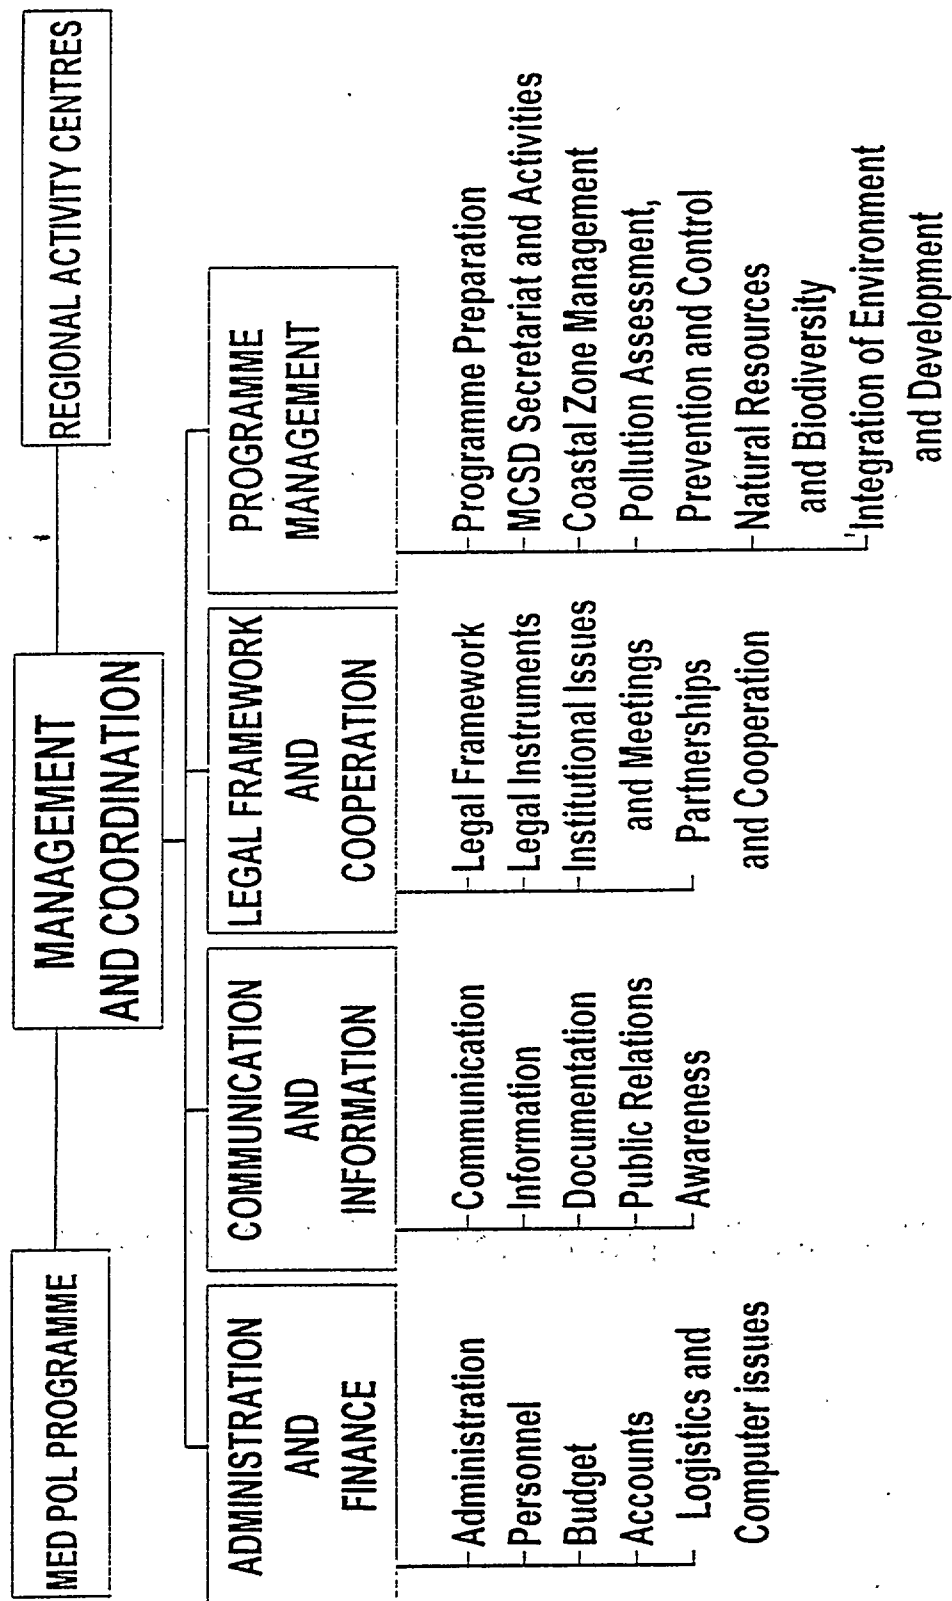 MED POL PROGRAMME
MANAGEMENT
AND COORDINATION
REGIONAL ACTIVITY CENTRES
ADMINISTRATION
AND
FINANCE
Administration
Personnel
Budget
Accounts
Logistics and
Computer issues
COMMUNICATION
AND
INFORMATION
Communication
Information
Documentation
Public Relations
Awareness
LEGAL FRAMEWORK
AND
COOPERATION
Legal Framework
Legal Instruments
Institutional Issues
and Meetings
Partnerships
and Cooperation
PROGRAMME
MANAGEMENT
Programme Preparation
MCSD Secretariat and Activities
Coastal Zone Management
Pollution Assessment,
Prevention and Control
Natural Resources
and Biodiversity
Integration of Environment
and Development